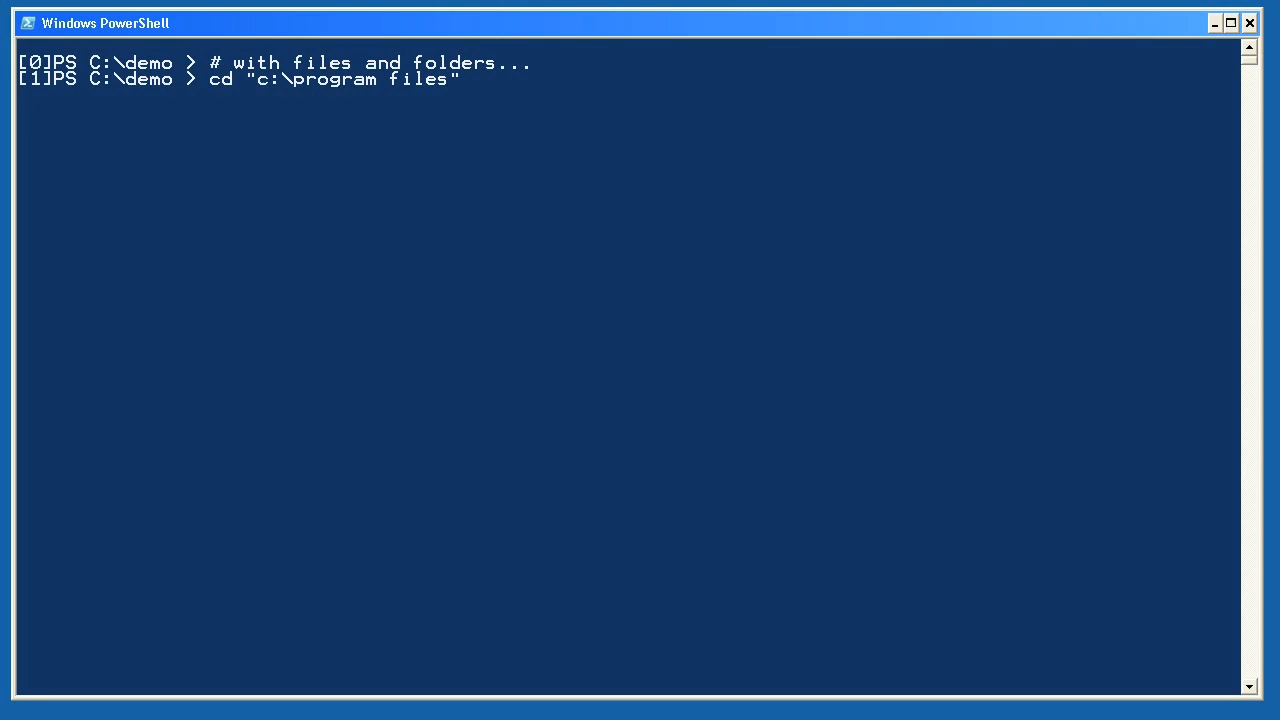 Windows PowerShell
[0]PS C:\demo > # with files and folders...
[1]PS C:\demo > cd "c:\program files"